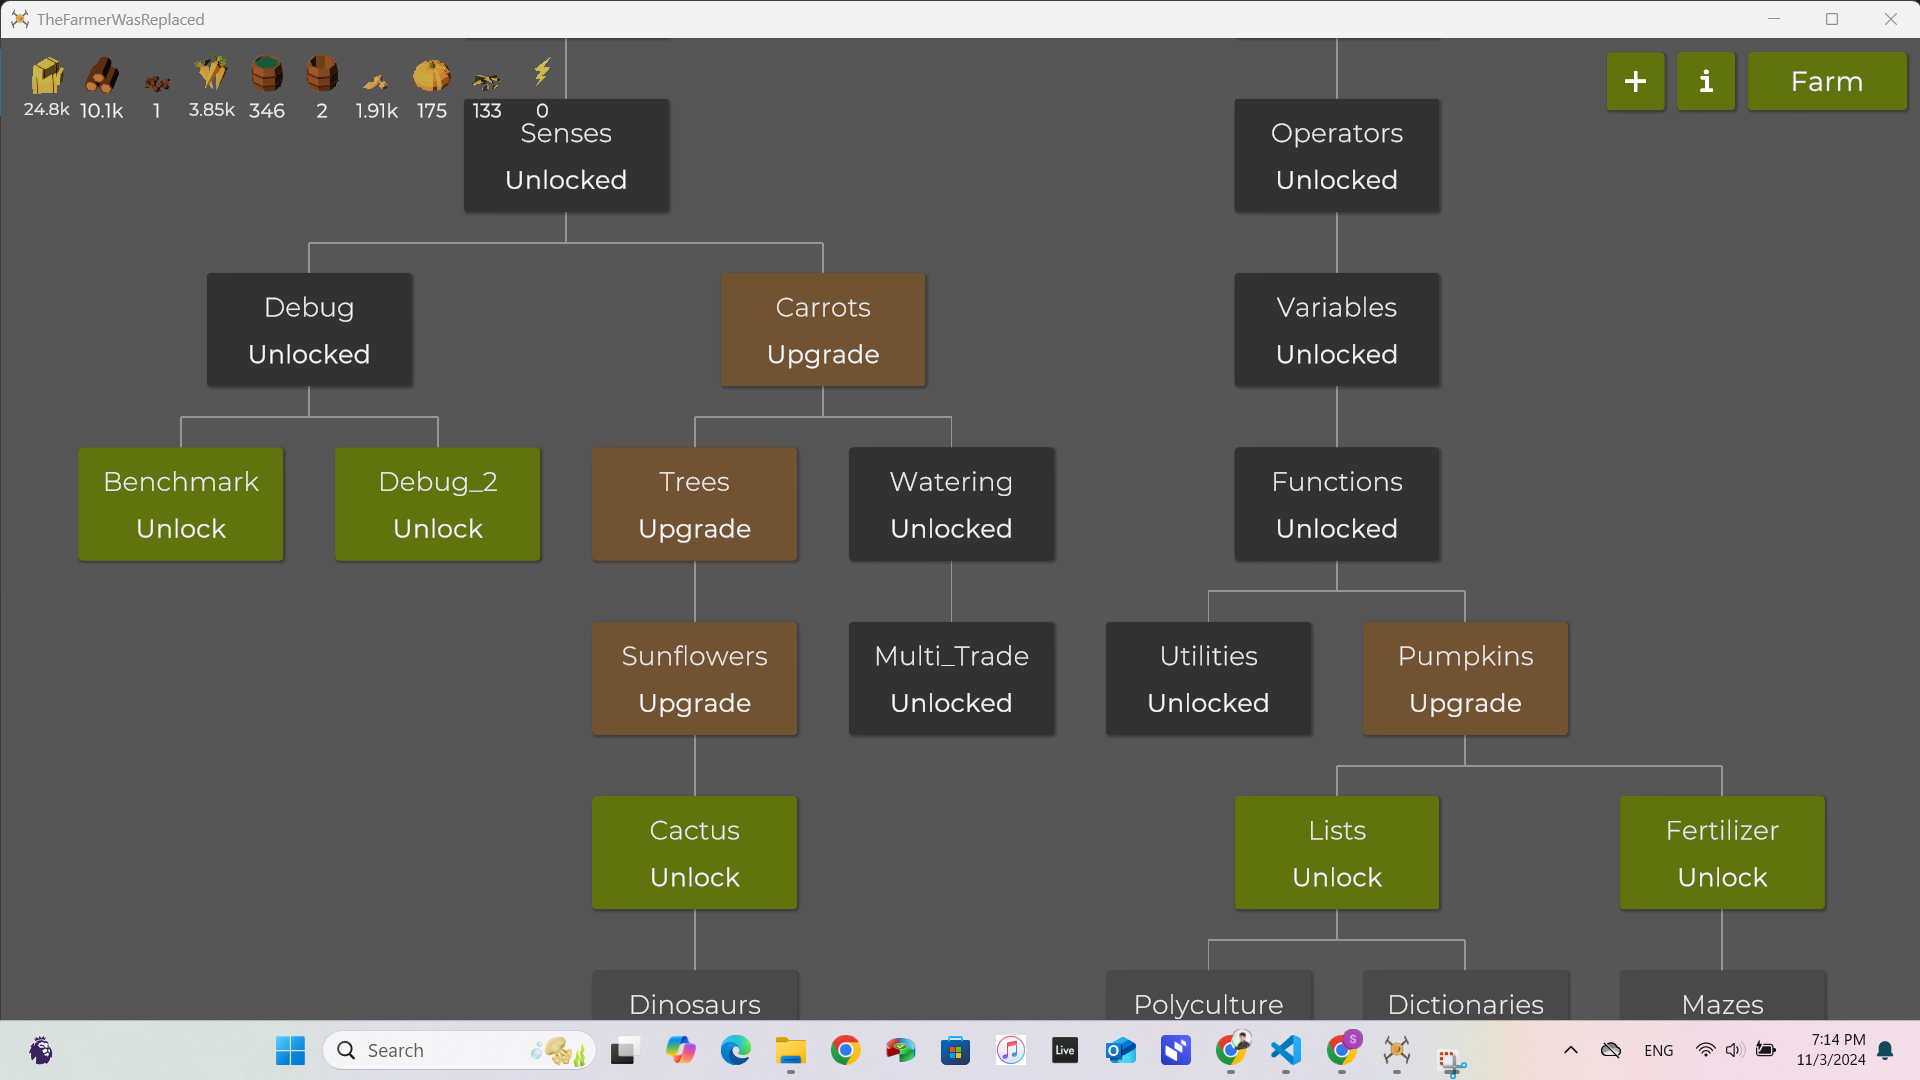 TheFarmerWasReplaced
24.8k 10.1k 1 3.85k 346 2 1.91k 175 133 0
+ i Farm
Senses
Unlocked
Operators
Unlocked
Debug
Unlocked
Carrots
Upgrade
Variables
Unlocked
Benchmark
Unlock
Debug_2
Unlock
Trees
Upgrade
Watering
Unlocked
Functions
Unlocked
Sunflowers
Upgrade
Multi_Trade
Unlocked
Utilities
Unlocked
Pumpkins
Upgrade
Cactus
Unlock
Lists
Unlock
Fertilizer
Unlock
Dinosaurs
Polyculture
Dictionaries
Mazes
Search
Live
S
ENG
7:14 PM
11/3/2024